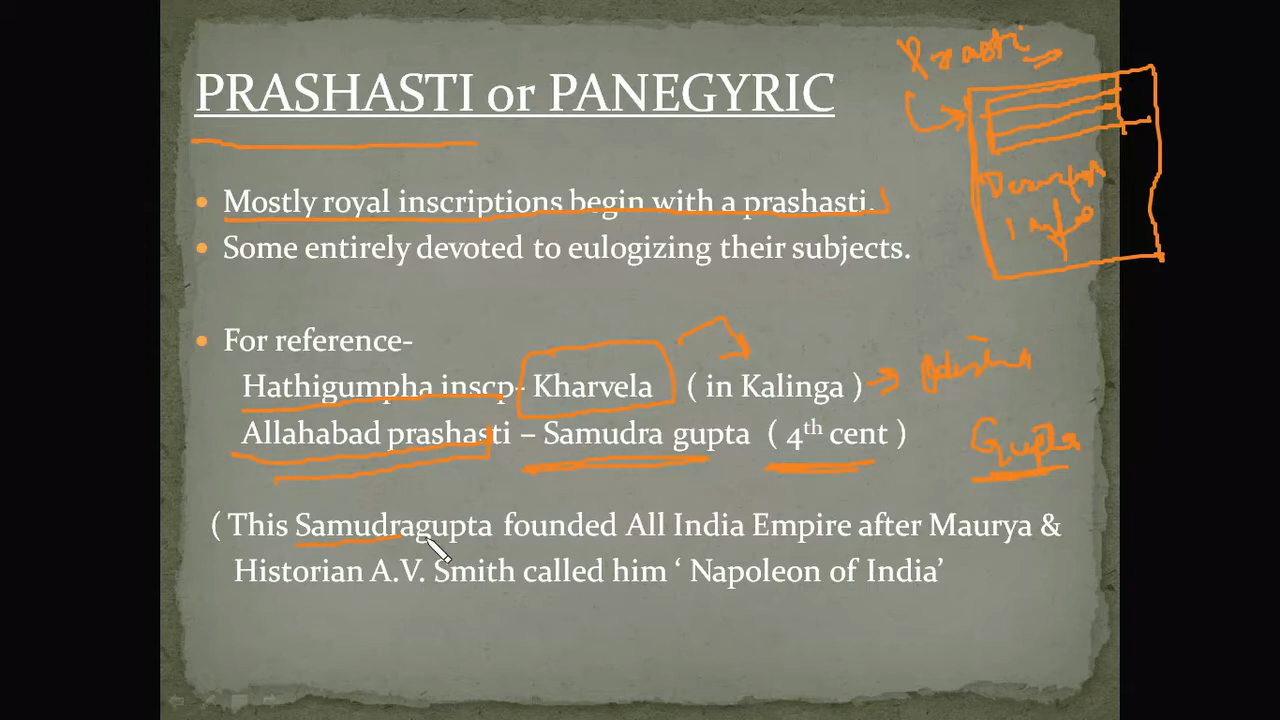 PRASHASTI or PANEGYRIC
Prasti
Mostly royal inscriptions begin with a prashasti.
Some entirely devoted to eulogizing their subjects.
Info
For reference-
Hathigumpha inscp- Kharvela ( in Kalinga )
Allahabad prashasti – Samudra gupta ( 4th cent )
Gupta
( This Samudragupta founded All India Empire after Maurya &
Historian A.V. Smith called him ‘ Napoleon of India’